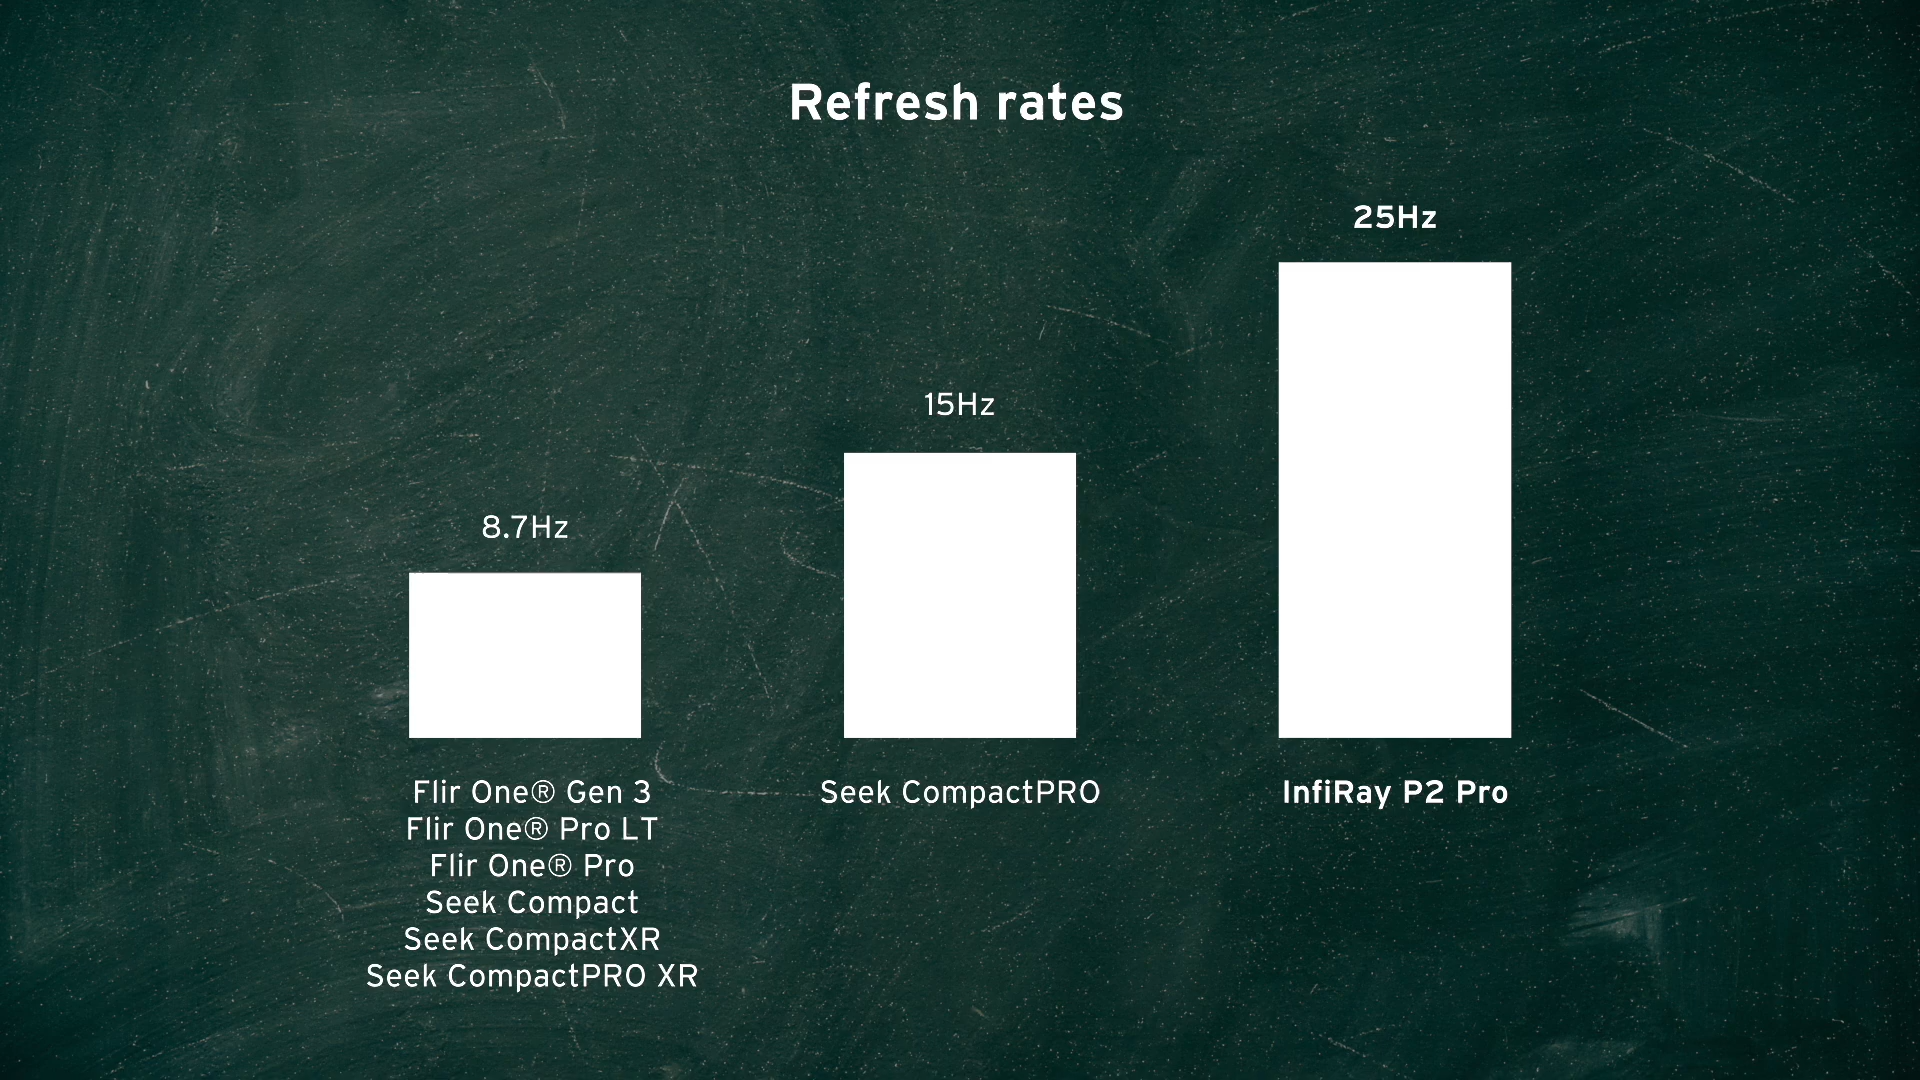 Refresh rates
25Hz
15Hz
8.7Hz
Flir One® Gen 3
Flir One® Pro LT
Flir One® Pro
Seek Compact
Seek CompactXR
Seek CompactPRO XR
Seek CompactPRO
InfiRay P2 Pro